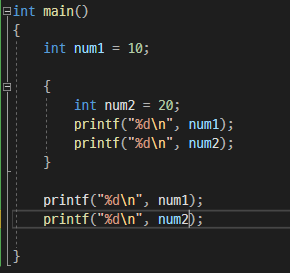 int main()
{
    int num1 = 10;

    {
        int num2 = 20;
        printf("%d\n", num1);
        printf("%d\n", num2);
    }

    printf("%d\n", num1);
    printf("%d\n", num2);

}